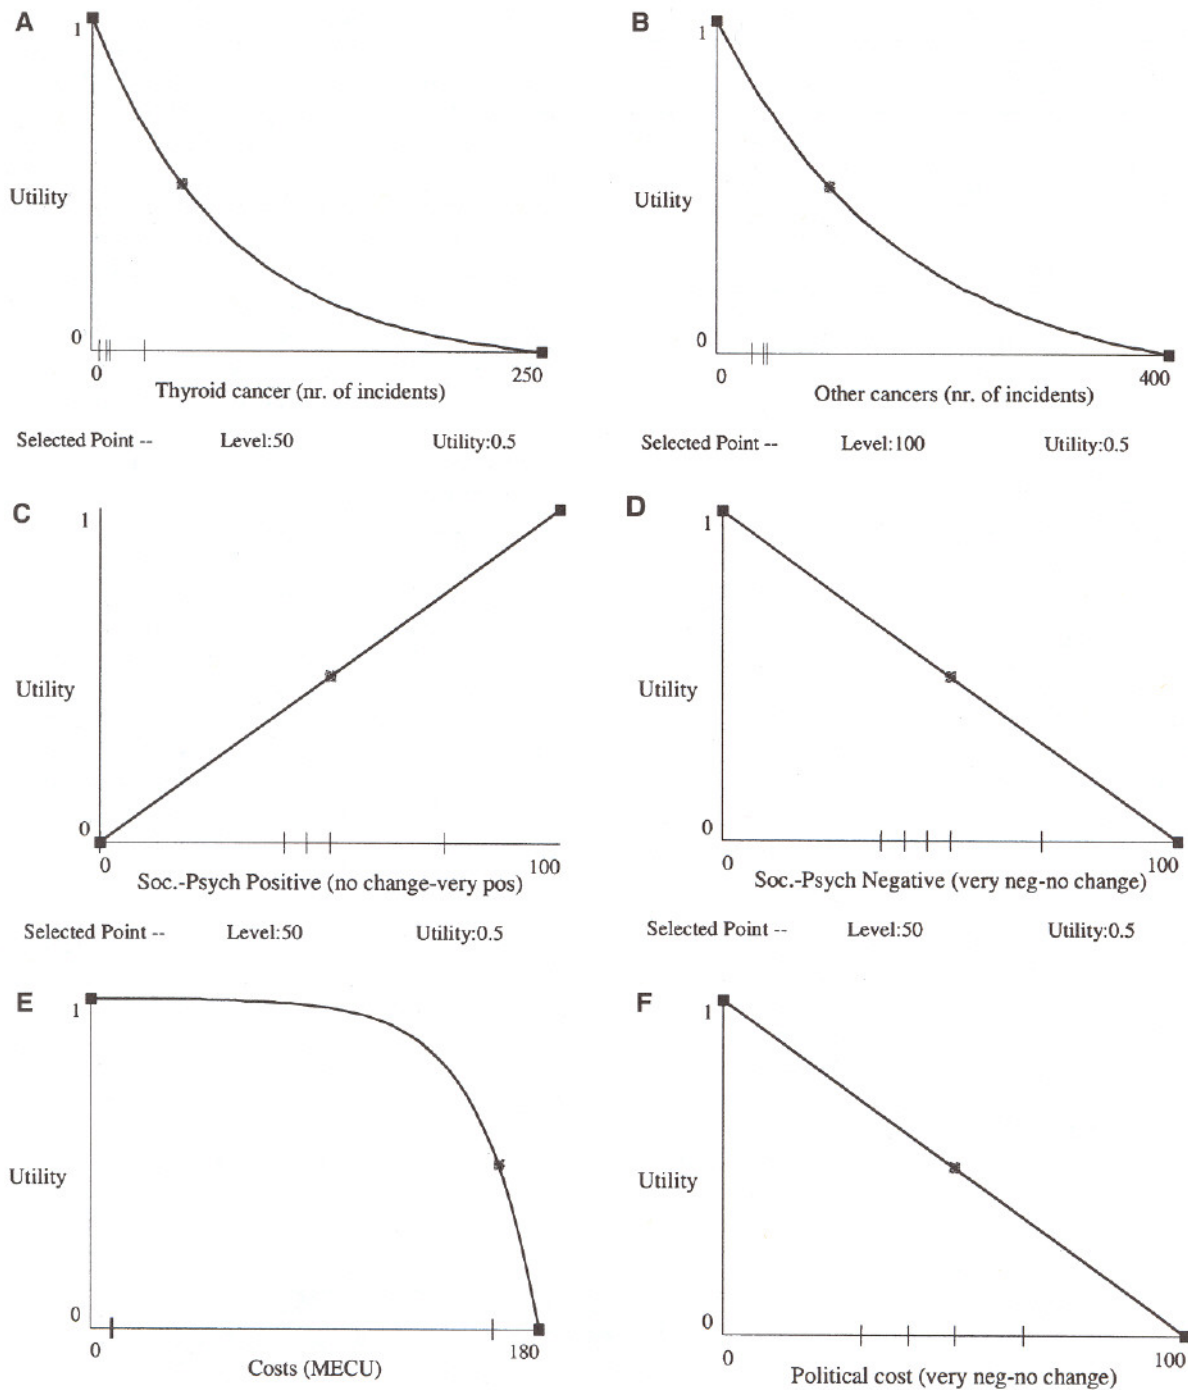 A
1
Utility
0
0
250
Thyroid cancer (nr. of incidents)
Selected Point -- Level:50 Utility:0.5
B
1
Utility
0
0
400
Other cancers (nr. of incidents)
Selected Point -- Level:100 Utility:0.5
C
1
Utility
0
0
100
Soc.-Psych Positive (no change-very pos)
Selected Point -- Level:50 Utility:0.5
D
1
Utility
0
0
100
Soc.-Psych Negative (very neg-no change)
Selected Point -- Level:50 Utility:0.5
E
1
Utility
0
0
180
Costs (MECU)
F
1
Utility
0
0
100
Political cost (very neg-no change)